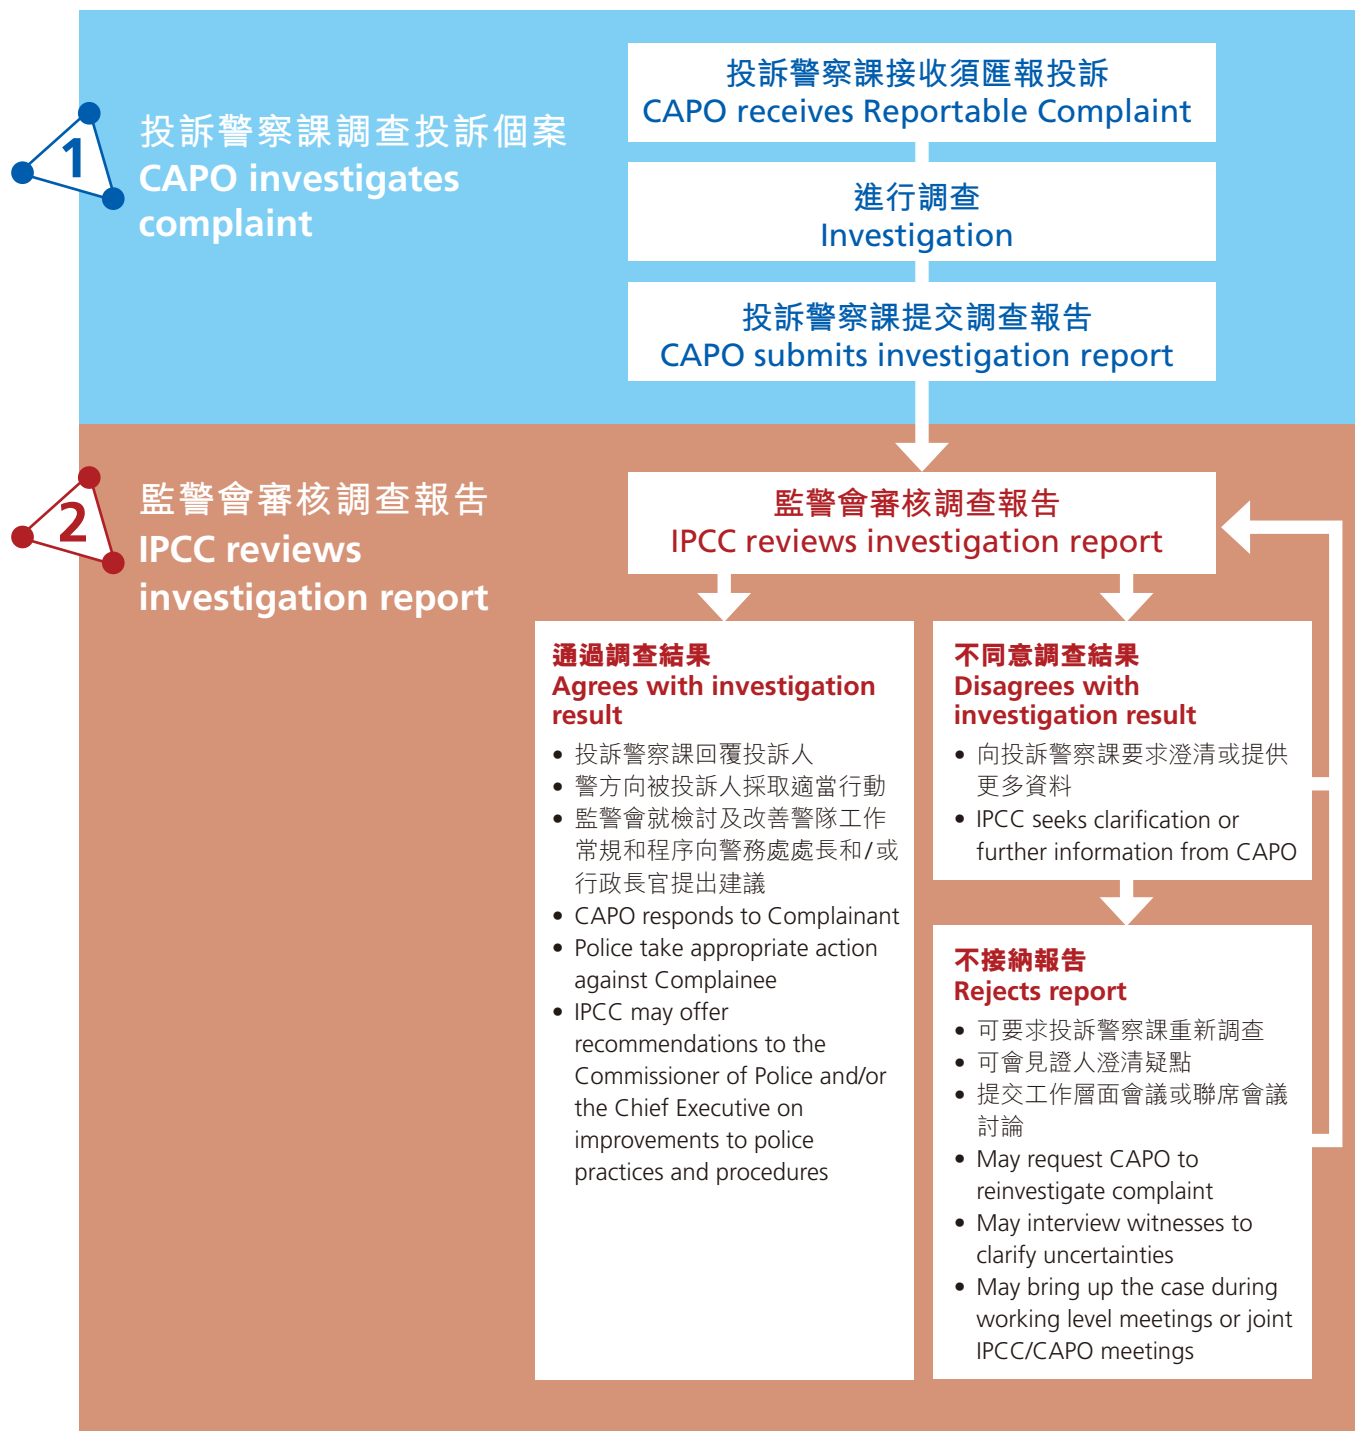 1
投訴警察課調查投訴個案
CAPO investigates
complaint
投訴警察課接收須匯報投訴
CAPO receives Reportable Complaint
進行調查
Investigation
投訴警察課提交調查報告
CAPO submits investigation report
2
監警會審核調查報告
IPCC reviews
investigation report
監警會審核調查報告
IPCC reviews investigation report
通過調查結果
Agrees with investigation
result
• 投訴警察課回覆投訴人
• 警方向被投訴人採取適當行動
• 監警會就檢討及改善警隊工作
常規和程序向警務處處長和/或
行政長官提出建議
• CAPO responds to Complainant
• Police take appropriate action
against Complainee
• IPCC may offer
recommendations to the
Commissioner of Police and/or
the Chief Executive on
improvements to police
practices and procedures
不同意調查結果
Disagrees with
investigation result
• 向投訴警察課要求澄清或提供
更多資料
• IPCC seeks clarification or
further information from CAPO
不接納報告
Rejects report
• 可要求投訴警察課重新調查
• 可會見證人澄清疑點
• 提交工作層面會議或聯席會議
討論
• May request CAPO to
reinvestigate complaint
• May interview witnesses to
clarify uncertainties
• May bring up the case during
working level meetings or joint
IPCC/CAPO meetings